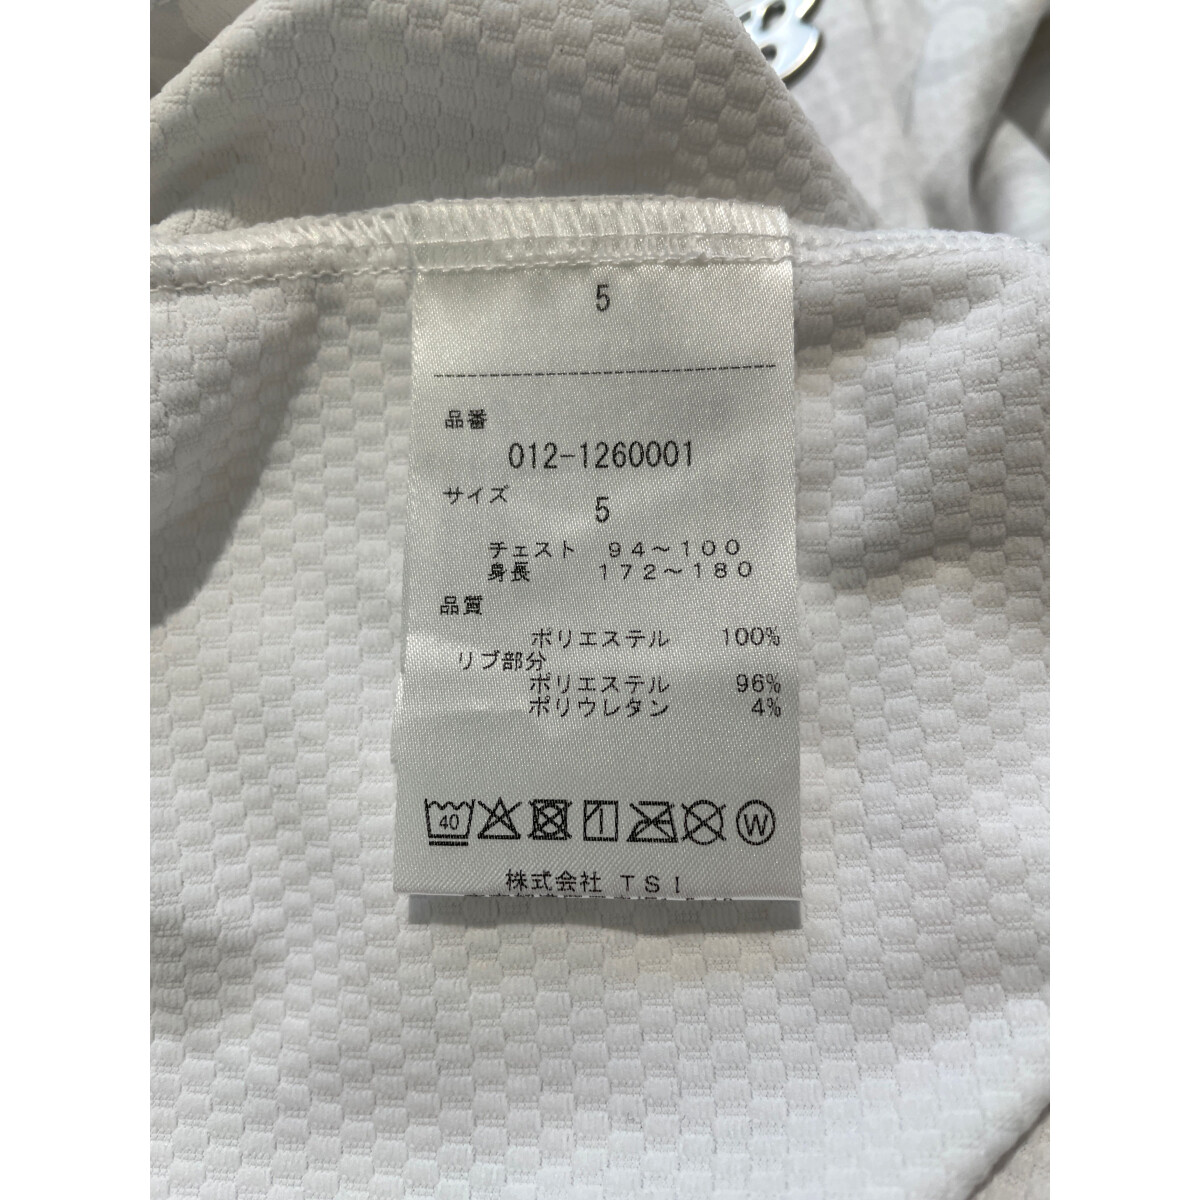 5
品番
012-1260001
サイズ
5
チェスト 94～100
身長 172～180
品質
ポリエステル 100%
リブ部分
ポリエステル 96%
ポリウレタン 4%
40 W
株式会社 TSI